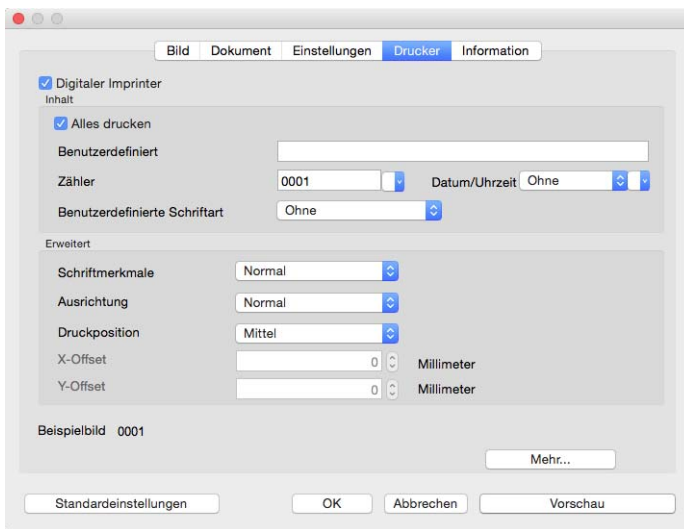 Bild Dokument Einstellungen Drucker Information
Digitaler Imprinter
Inhalt
Alles drucken
Benutzerdefiniert
Zähler 0001 Datum/Uhrzeit Ohne
Benutzerdefinierte Schriftart Ohne
Erweitert
Schriftmerkmale Normal
Ausrichtung Normal
Druckposition Mittel
X-Offset 0 Millimeter
Y-Offset 0 Millimeter
Beispielbild 0001
Mehr...
Standardeinstellungen OK Abbrechen Vorschau